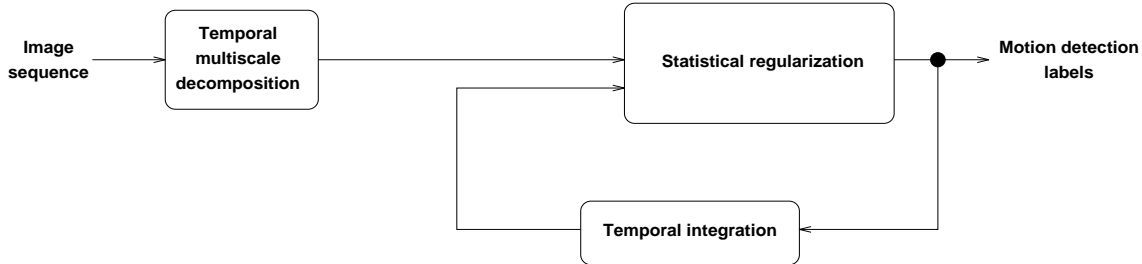 Image
sequence
Temporal
multiscale
decomposition
Statistical regularization
Motion detection
labels
Temporal integration